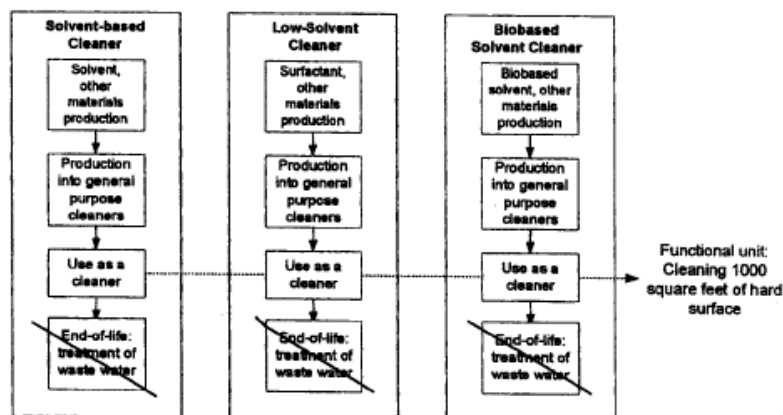 Solvent-based
Cleaner
Solvent,
other
materials
production
Production
into general
purpose
cleaners
Use as a
cleaner
End-of-life:
treatment of
waste water
Low-Solvent
Cleaner
Surfactant,
other
materials
production
Production
into general
purpose
cleaners
Use as a
cleaner
End-of-life:
treatment of
waste water
Biobased
Solvent Cleaner
Biobased
solvent, other
materials
production
Production
into general
purpose
cleaners
Use as a
cleaner
End-of-life:
treatment of
waste water
Functional unit:
Cleaning 1000
square feet of hard
surface